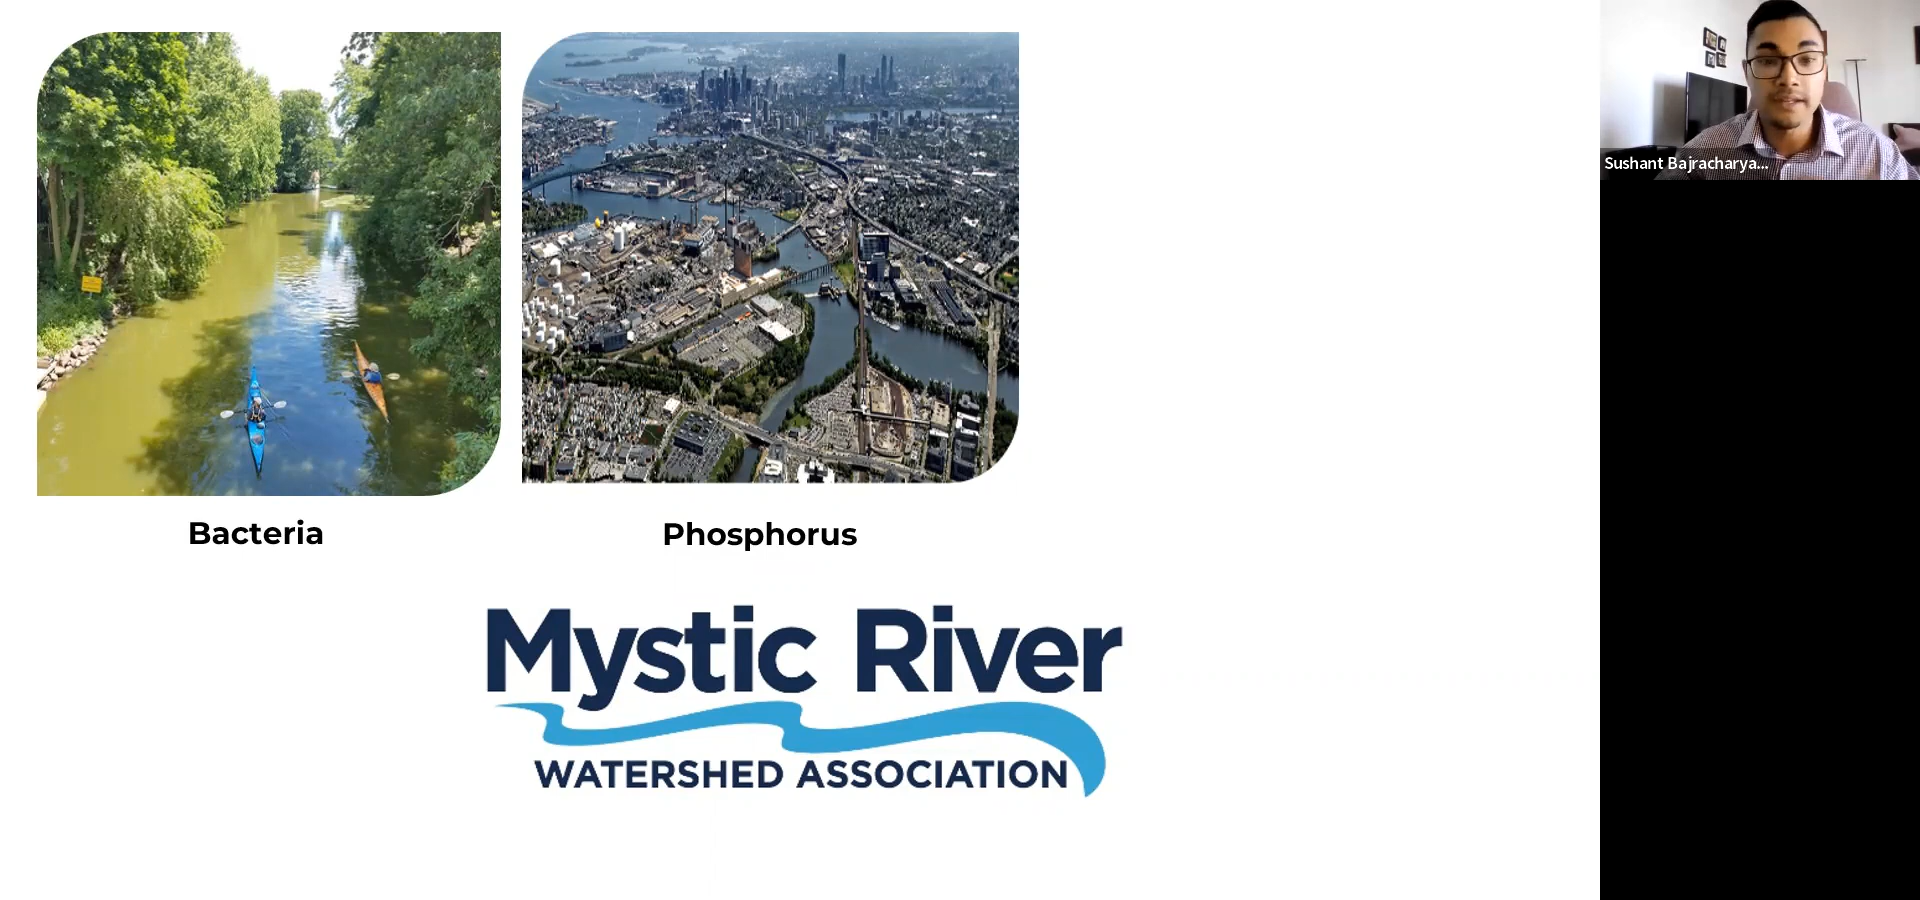 Sushant Bajracharya...
Bacteria
Phosphorus
Mystic River
WATERSHED ASSOCIATION